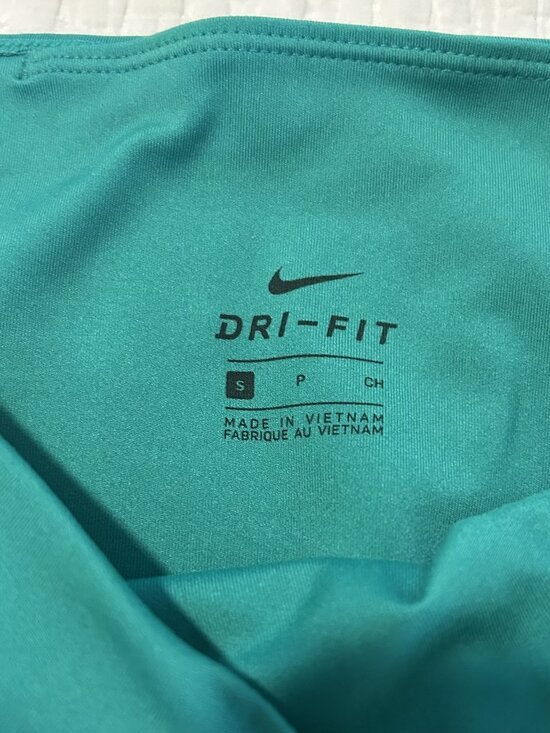 DRI-FIT
S P CH
MADE IN VIETNAM
FABRIQUE AU VIETNAM